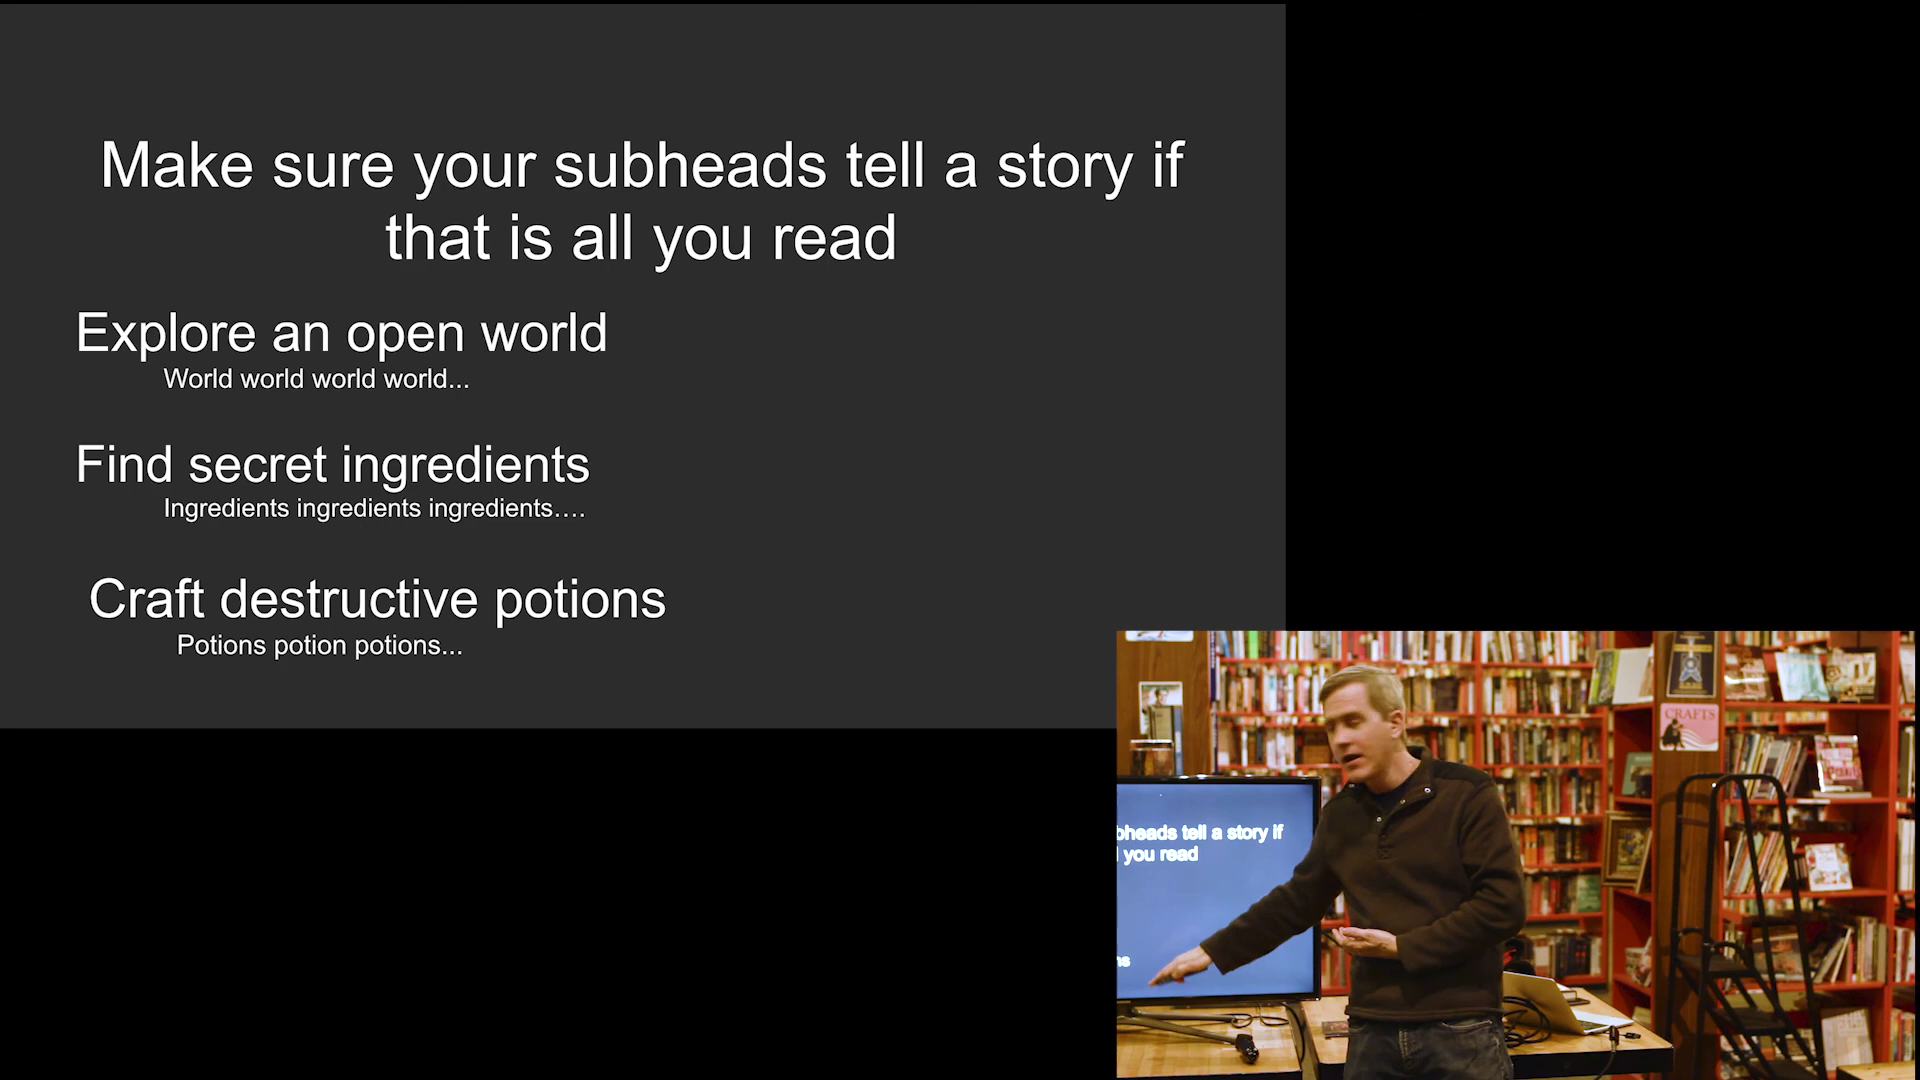 Make sure your subheads tell a story if
that is all you read
Explore an open world
World world world world...
Find secret ingredients
Ingredients ingredients ingredients....
Craft destructive potions
Potions potion potions...
CRAFTS
bheads tell a story if
you read
ns